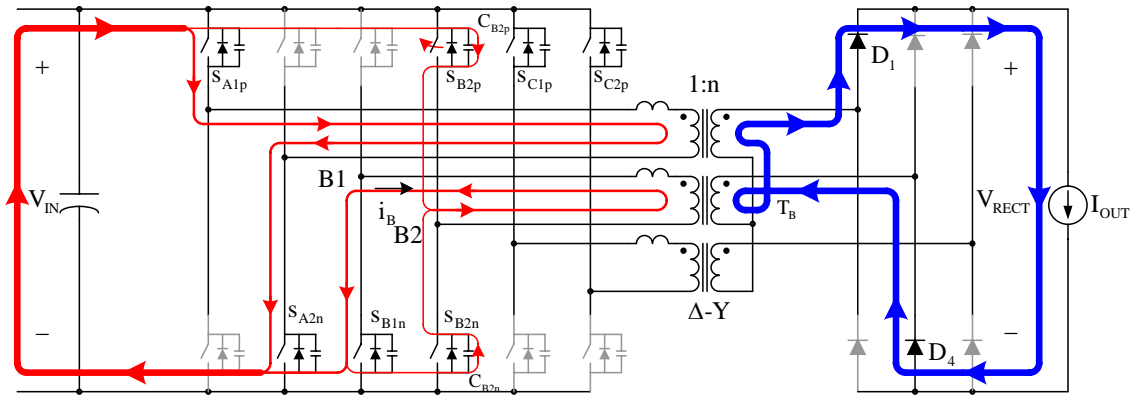 C_B2p
+
S_A1p
S_B2p
S_C1p
S_C2p
D_1
+
1:n
V_IN
B1
i_B
B2
T_B
V_RECT
I_OUT
Δ-Y
−
S_A2n
S_B1n
S_B2n
−
D_4
C_B2n